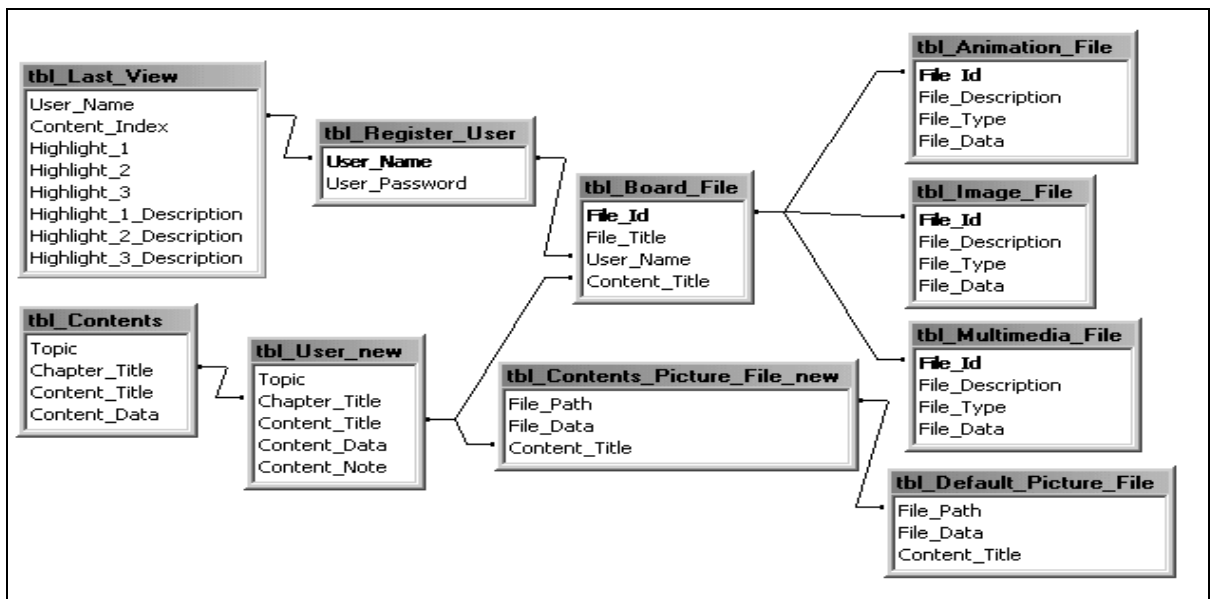 tbl_Last_View
User_Name
Content_Index
Highlight_1
Highlight_2
Highlight_3
Highlight_1_Description
Highlight_2_Description
Highlight_3_Description
tbl_Register_User
User_Name
User_Password
tbl_Board_File
File_Id
File_Title
User_Name
Content_Title
tbl_Animation_File
File_Id
File_Description
File_Type
File_Data
tbl_Image_File
File_Id
File_Description
File_Type
File_Data
tbl_Multimedia_File
File_Id
File_Description
File_Type
File_Data
tbl_Contents
Topic
Chapter_Title
Content_Title
Content_Data
tbl_User_new
Topic
Chapter_Title
Content_Title
Content_Data
Content_Note
tbl_Contents_Picture_File_new
File_Path
File_Data
Content_Title
tbl_Default_Picture_File
File_Path
File_Data
Content_Title